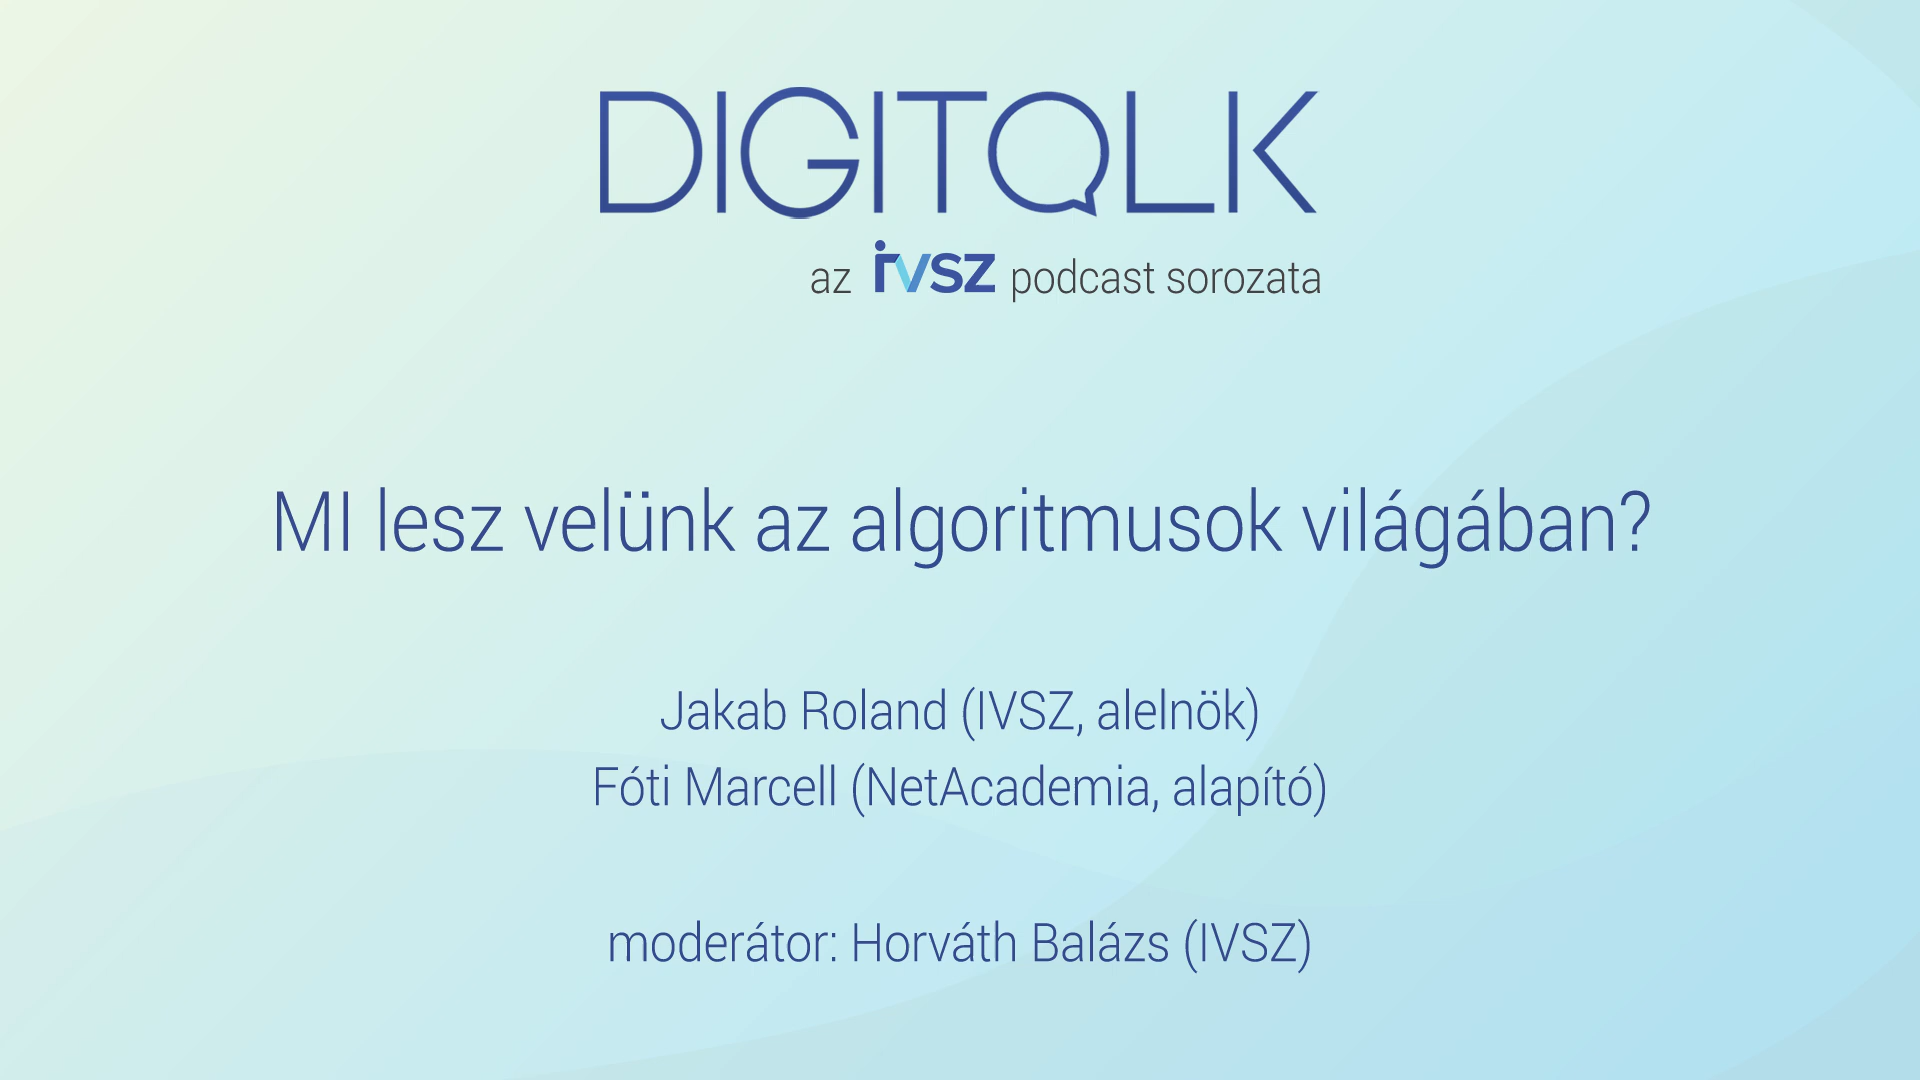 DIGITALK
az ivsz podcast sorozata
MI lesz velünk az algoritmusok világában?
Jakab Roland (IVSZ, alelnök)
Fóti Marcell (NetAcademia, alapító)
moderátor: Horváth Balázs (IVSZ)